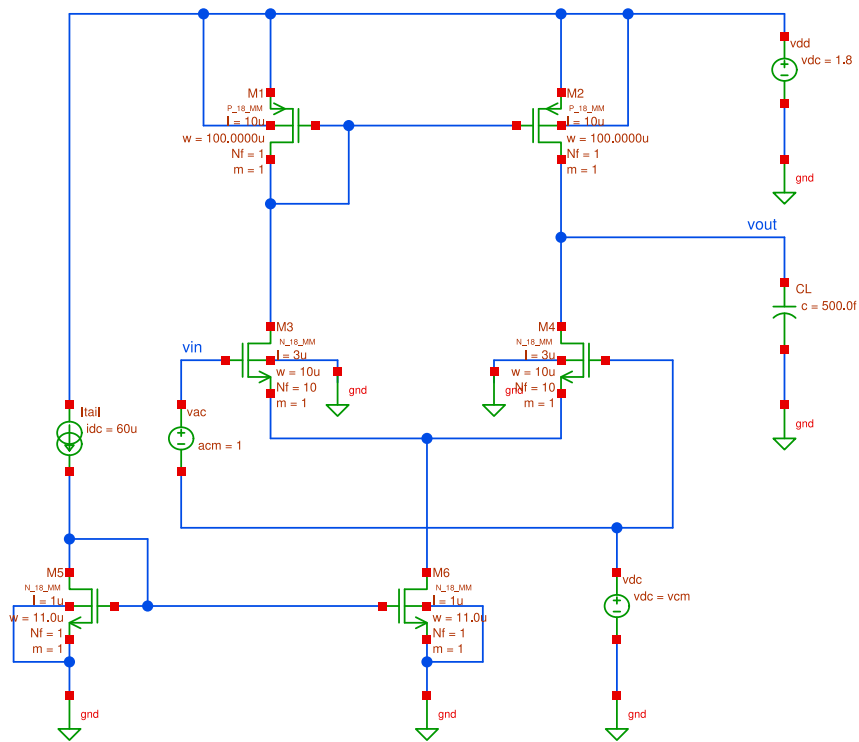 vdd
vdc = 1.8
gnd
M1
P_18_MM
l = 10u
w = 100.0000u
Nf = 1
m = 1
M2
P_18_MM
l = 10u
w = 100.0000u
Nf = 1
m = 1
vout
CL
c = 500.0f
gnd
vin
M3
N_18_MM
l = 3u
w = 10u
Nf = 10
m = 1
gnd
M4
N_18_MM
l = 3u
w = 10u
Nf = 10
m = 1
gnd
Itail
idc = 60u
vac
acm = 1
M5
N_18_MM
l = 1u
w = 11.0u
Nf = 1
m = 1
gnd
M6
N_18_MM
l = 1u
w = 11.0u
Nf = 1
m = 1
gnd
vdc
vdc = vcm
gnd